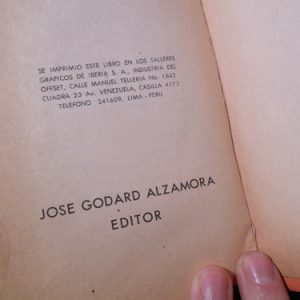 SE IMPRIMIO ESTE LIBRO EN LOS TALLERES
GRAFICOS DE IBERIA S. A., INDUSTRIA DEL
OFFSET, CALLE MANUEL TELLERIA No. 1842
CUADRA 23 Av. VENEZUELA, CASILLA 4173
TELEFONO 241609, LIMA - PERU
JOSE GODARD ALZAMORA
EDITOR